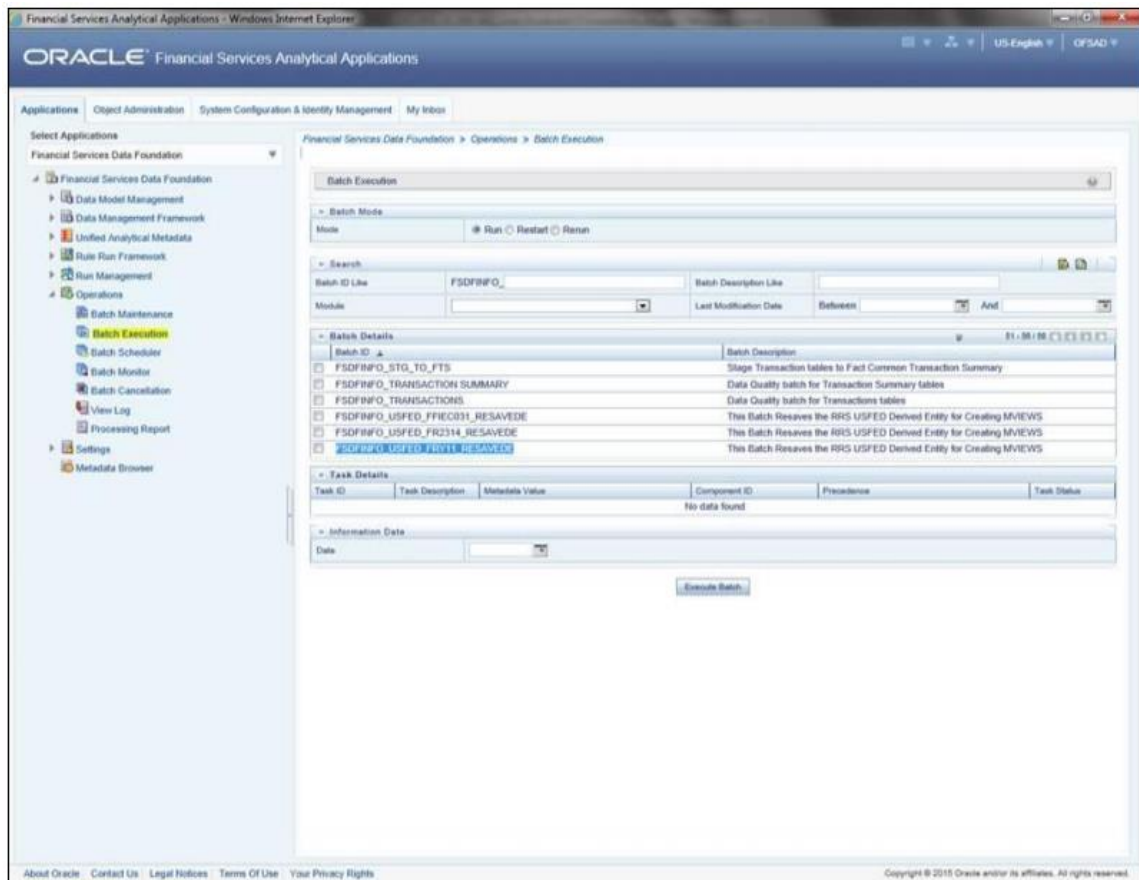 Financial Services Analytical Applications - Windows Internet Explorer
ORACLE Financial Services Analytical Applications
US-English
OFSAD
Applications
Object Administration
System Configuration & Identity Management
My Inbox
Select Applications
Financial Services Data Foundation
Financial Services Data Foundation
Data Model Management
Data Management Framework
Unified Analytical Metadata
Rule Run Framework
Run Management
Operations
Batch Maintenance
Batch Execution
Batch Scheduler
Batch Monitor
Batch Cancellation
View Log
Processing Report
Settings
Metadata Browser
Financial Services Data Foundation > Operations > Batch Execution
Batch Execution
Batch Mode
Mode Run Restart Rerun
Search
Batch ID Like FSDFINFO_ Batch Description Like
Module Last Modification Date Between And
Batch Details
Batch ID Batch Description
FSDFINFO_STG_TO_FTS Stage Transaction tables to Fact Common Transaction Summary
FSDFINFO_TRANSACTION SUMMARY Data Quality batch for Transaction Summary tables
FSDFINFO_TRANSACTIONS Data Quality batch for Transactions tables
FSDFINFO_USFED_FFIEC031_RESAVEDE This Batch Resaves the RRS USFED Derived Entity for Creating MVIEWS
FSDFINFO_USFED_FR2314_RESAVEDE This Batch Resaves the RRS USFED Derived Entity for Creating MVIEWS
FSDFINFO_USFED_FRY11_RESAVEDE This Batch Resaves the RRS USFED Derived Entity for Creating MVIEWS
Task Details
Task ID Task Description Metadata Value Component ID Precedence Task Status
No data found
Information Date
Date
Execute Batch
About Oracle Contact Us Legal Notices Terms Of Use Your Privacy Rights
Copyright © 2015 Oracle and/or its affiliates. All rights reserved.